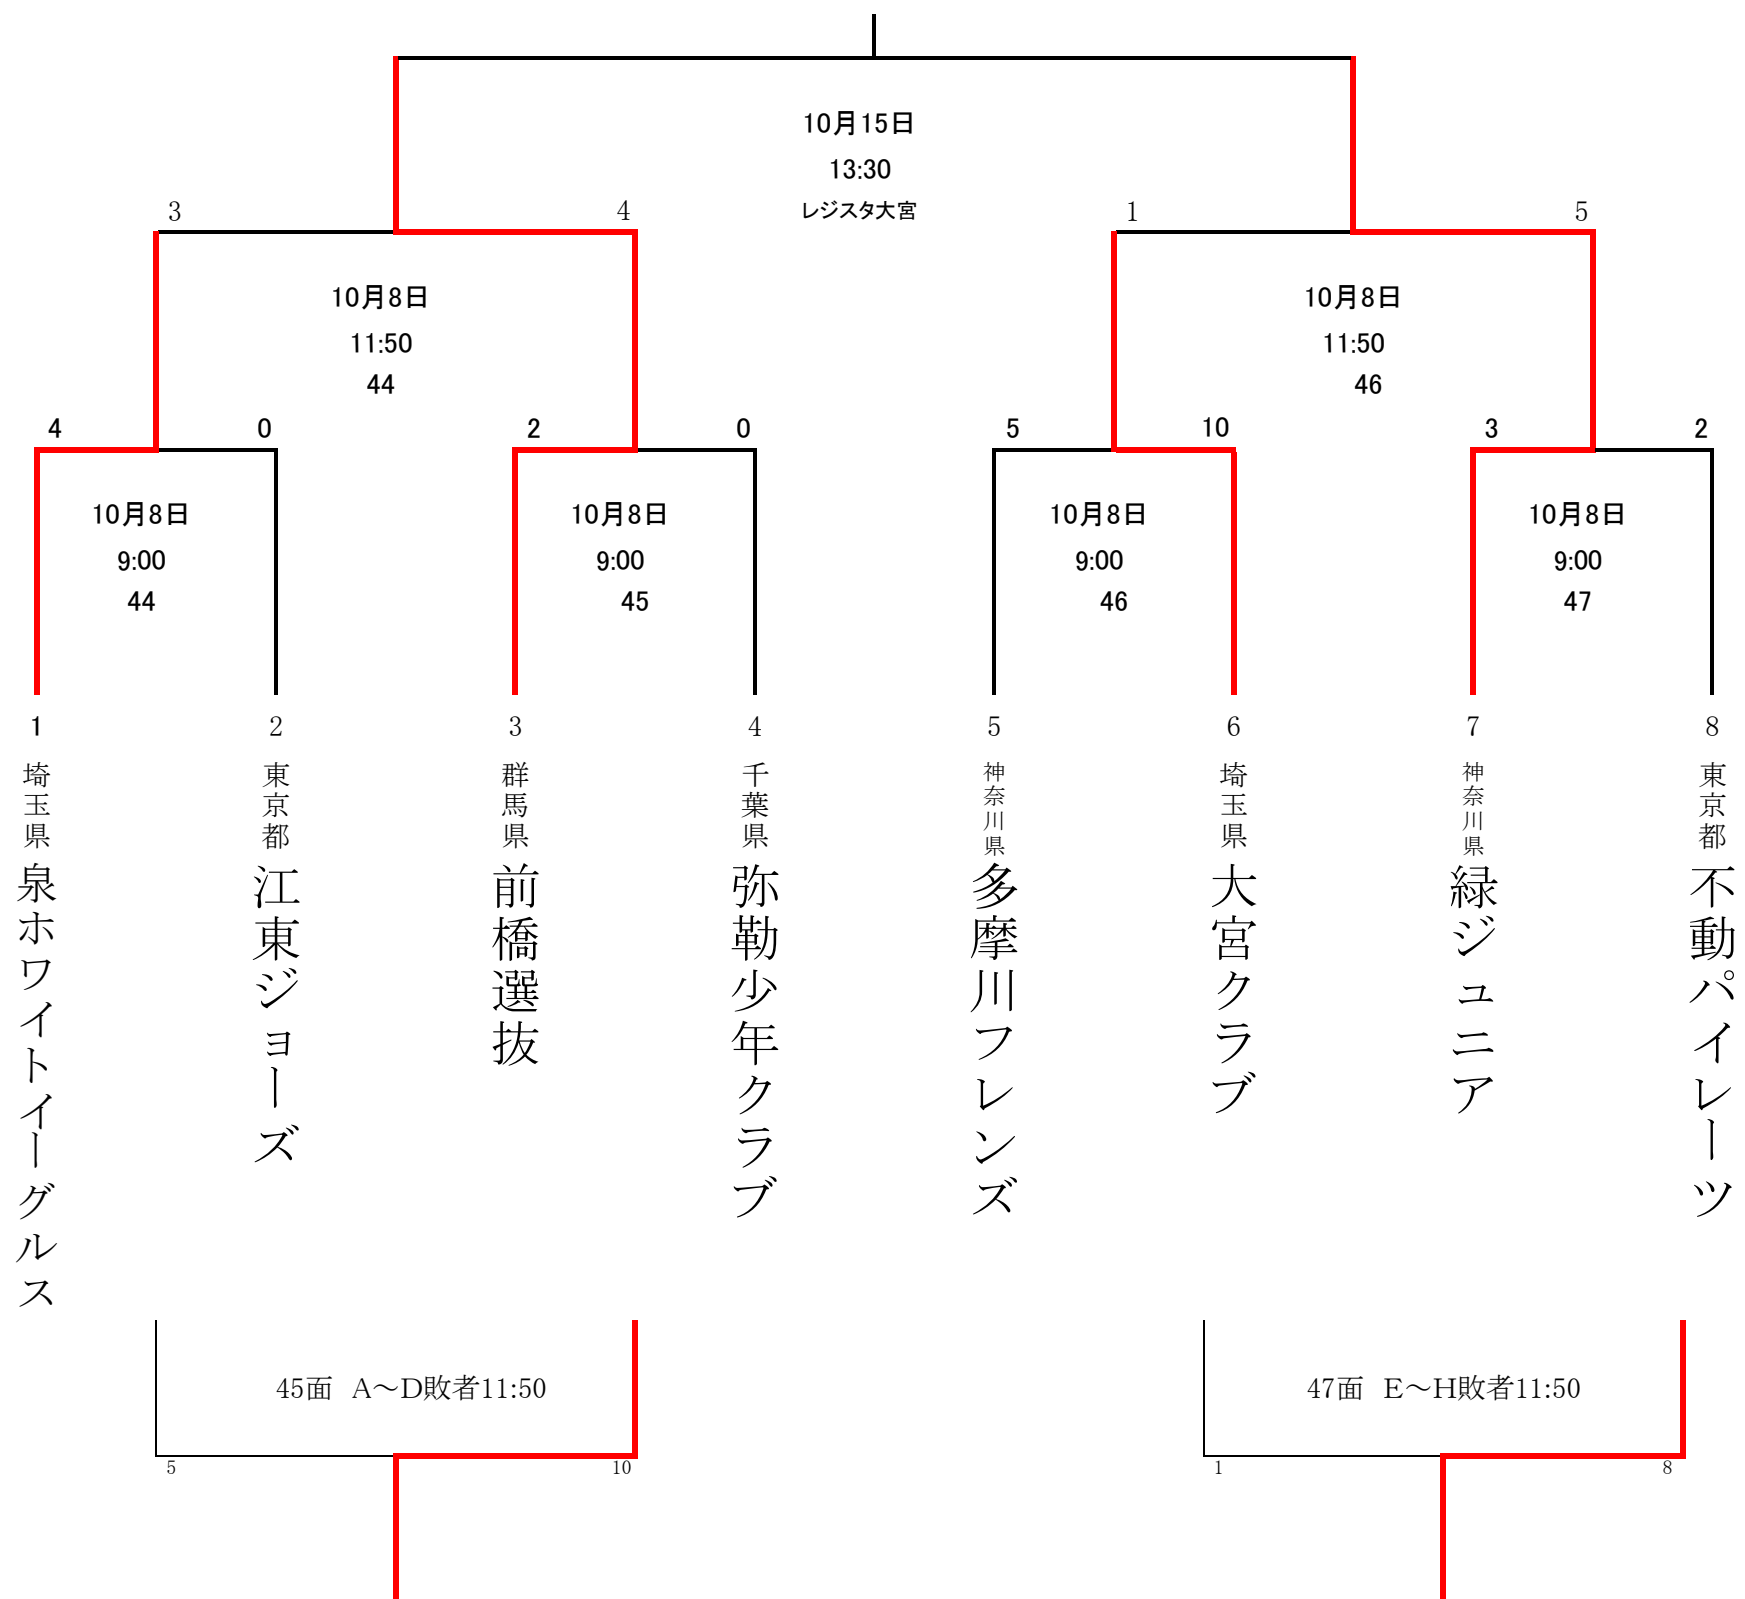 10月15日
13:30
レジスタ大宮
3
4
1
5
10月8日
11:50
44
10月8日
11:50
46
4
0
2
0
5
10
3
2
10月8日
9:00
44
10月8日
9:00
45
10月8日
9:00
46
10月8日
9:00
47
1
埼玉県
泉ホワイトイーグルス
2
東京都
江東ジョーズ
3
群馬県
前橋選抜
4
千葉県
弥勒少年クラブ
5
神奈川県
多摩川フレンズ
6
埼玉県
大宮クラブ
7
神奈川県
緑ジュニア
8
東京都
不動パイレーツ
45面 A～D敗者11:50
5
10
47面 E～H敗者11:50
1
8